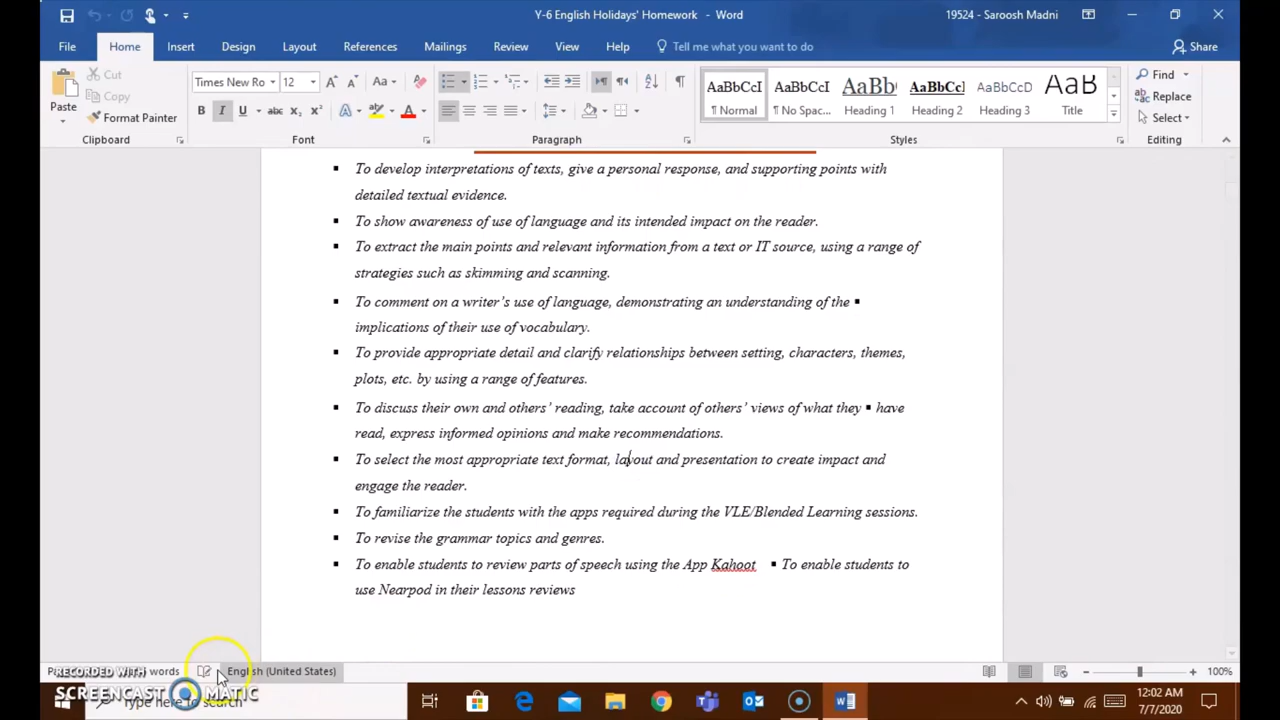 Y-6 English Holidays' Homework - Word
19524 - Saroosh Madni
File Home Insert Design Layout References Mailings Review View Help Tell me what you want to do Share
Paste
Cut
Copy
Format Painter
Clipboard
Times New Ro 12
Font
Paragraph
AaBbCcI AaBbCcI AaBbC AaBbCcI AaBbCcD AaB
¶ Normal ¶ No Spac... Heading 1 Heading 2 Heading 3 Title
Styles
Find
Replace
Select
Editing
▪ To develop interpretations of texts, give a personal response, and supporting points with
detailed textual evidence.
▪ To show awareness of use of language and its intended impact on the reader.
▪ To extract the main points and relevant information from a text or IT source, using a range of
strategies such as skimming and scanning.
▪ To comment on a writer's use of language, demonstrating an understanding of the ▪
implications of their use of vocabulary.
▪ To provide appropriate detail and clarify relationships between setting, characters, themes,
plots, etc. by using a range of features.
▪ To discuss their own and others' reading, take account of others' views of what they ▪ have
read, express informed opinions and make recommendations.
▪ To select the most appropriate text format, layout and presentation to create impact and
engage the reader.
▪ To familiarize the students with the apps required during the VLE/Blended Learning sessions.
▪ To revise the grammar topics and genres.
▪ To enable students to review parts of speech using the App Kahoot ▪ To enable students to
use Nearpod in their lessons reviews
words English (United States) 100%
RECORDED WITH
SCREENCAST MATIC
Type here to search
12:02 AM
7/7/2020